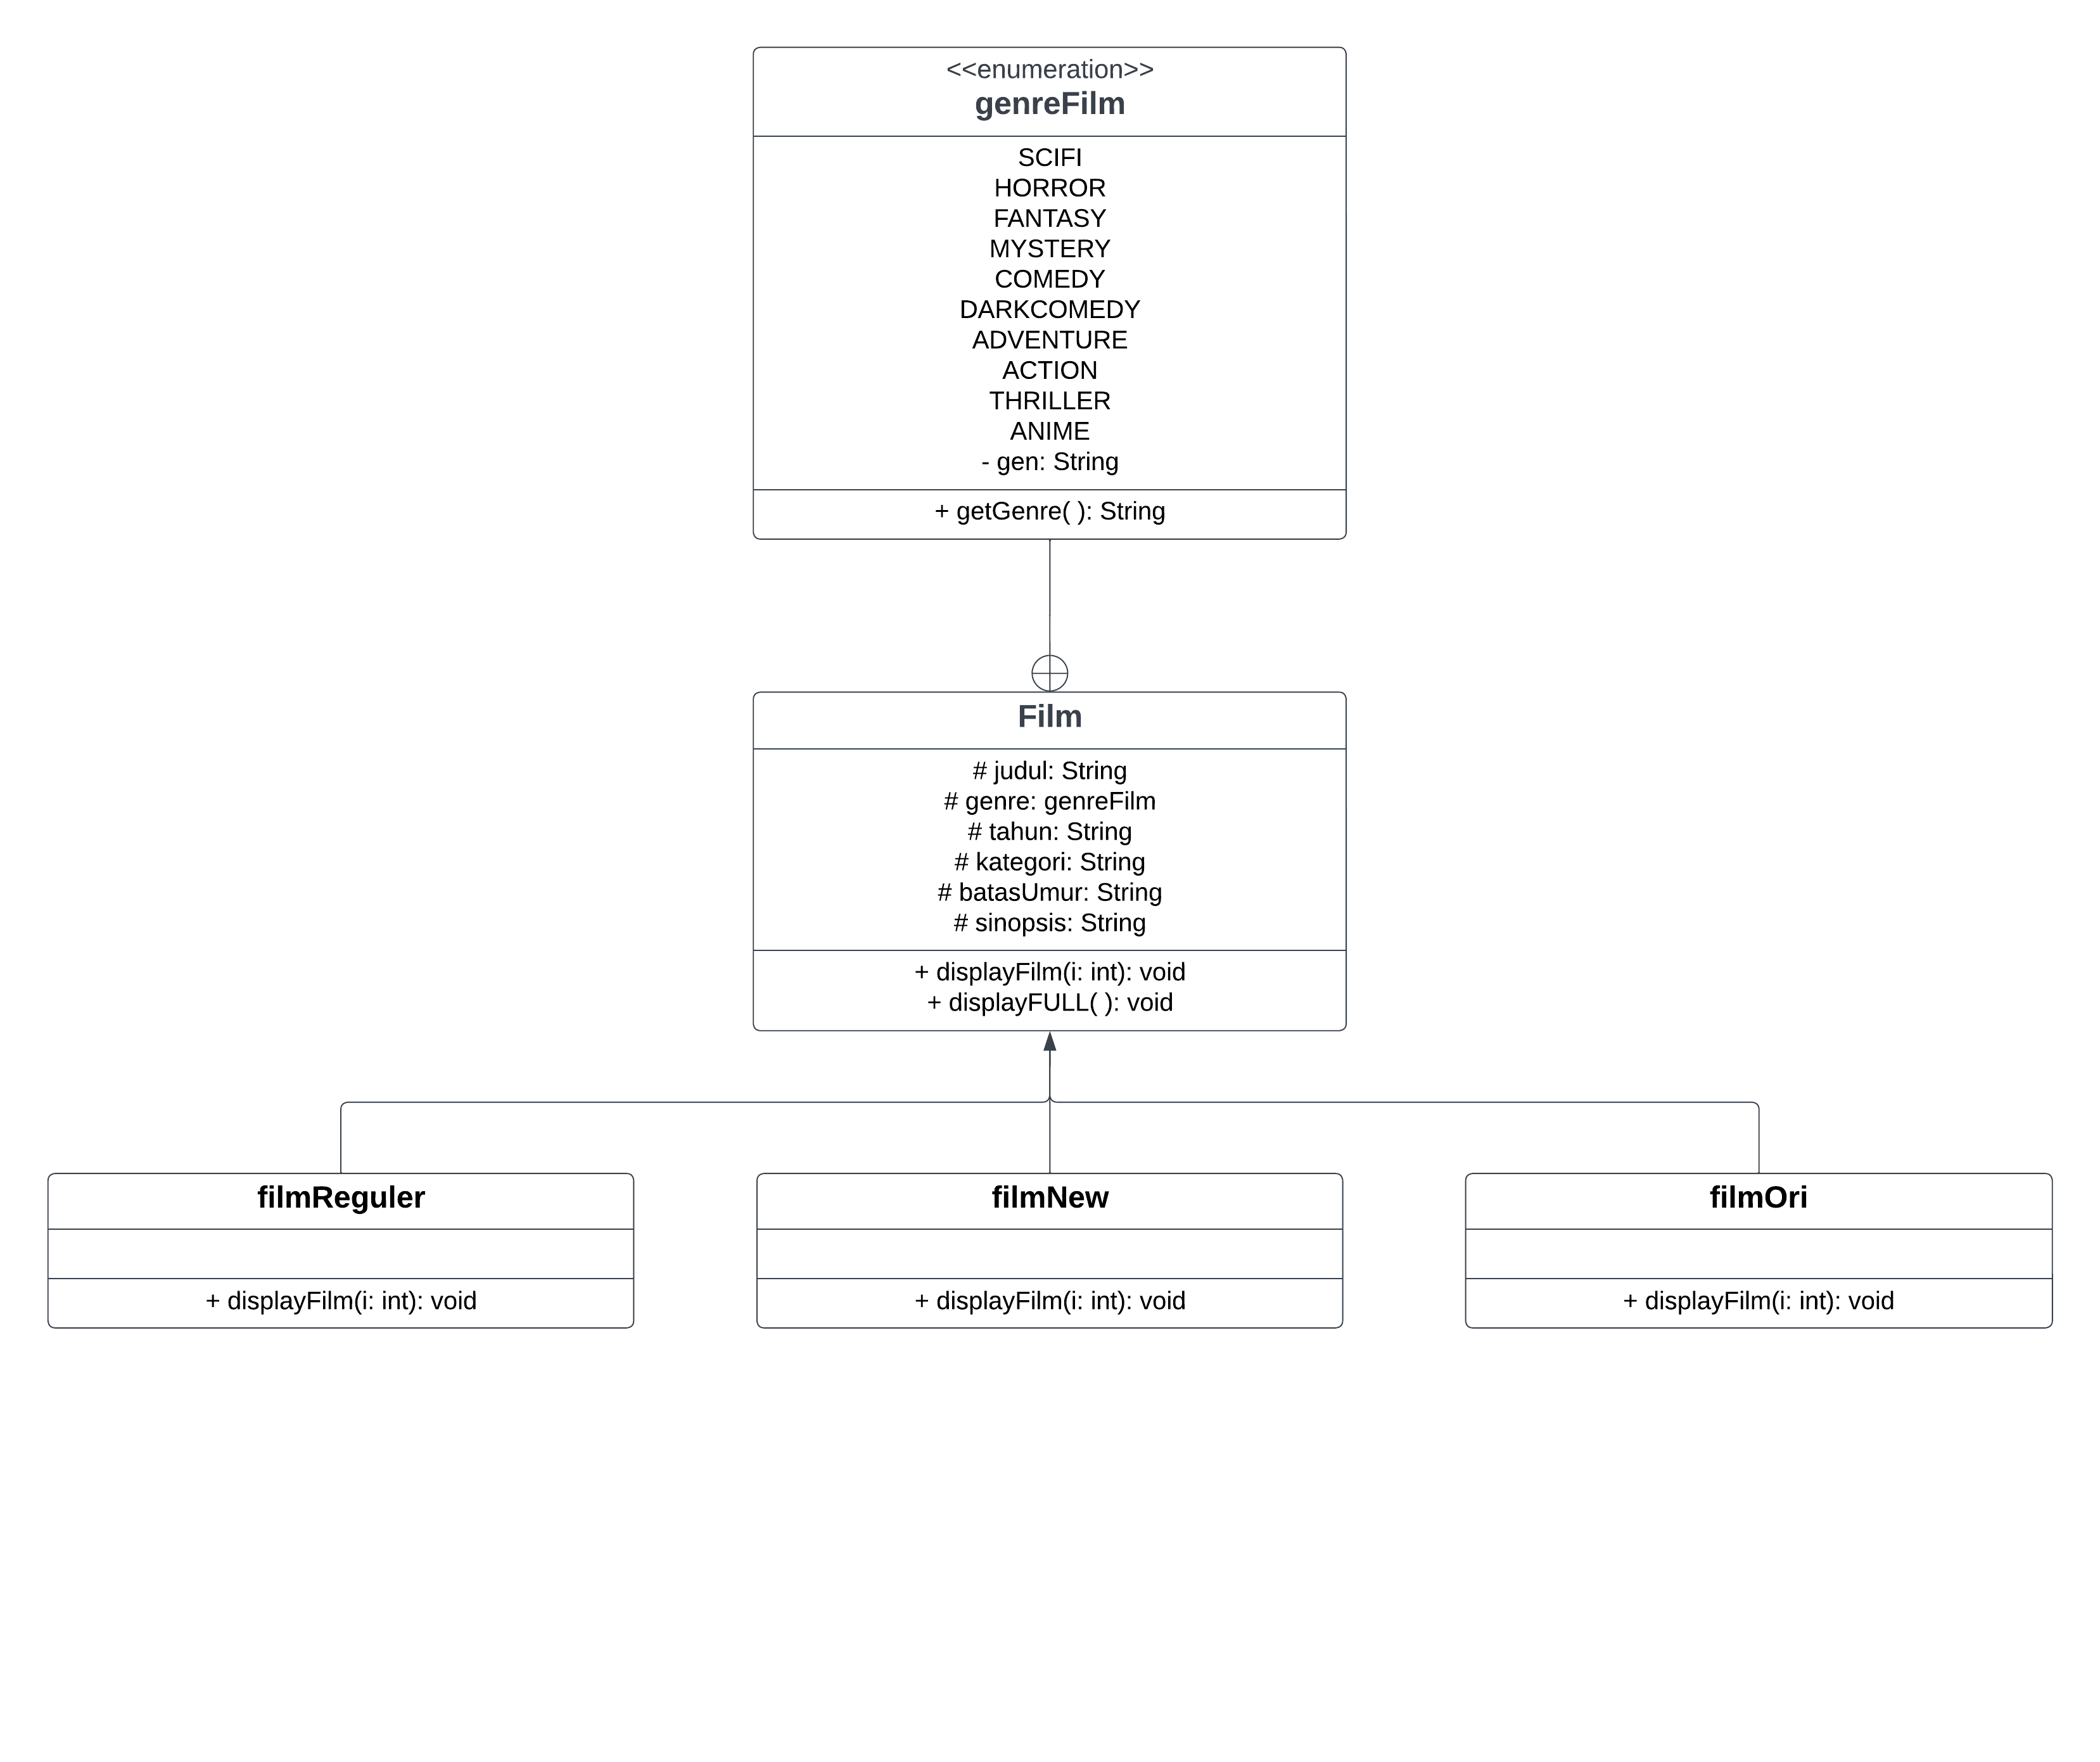 <<enumeration>>
genreFilm
SCIFI
HORROR
FANTASY
MYSTERY
COMEDY
DARKCOMEDY
ADVENTURE
ACTION
THRILLER
ANIME
- gen: String
+ getGenre( ): String
Film
# judul: String
# genre: genreFilm
# tahun: String
# kategori: String
# batasUmur: String
# sinopsis: String
+ displayFilm(i: int): void
+ displayFULL( ): void
filmReguler
+ displayFilm(i: int): void
filmNew
+ displayFilm(i: int): void
filmOri
+ displayFilm(i: int): void